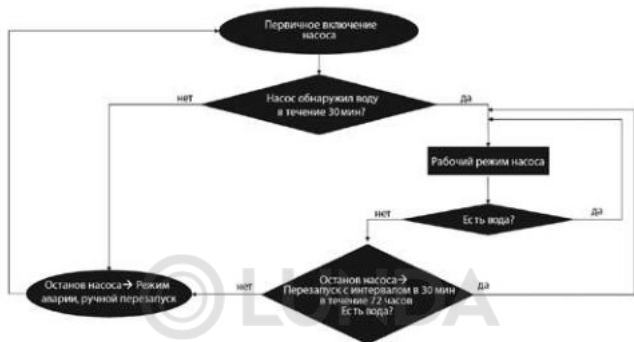 Первичное включение
насоса
Насос обнаружил воду
в течение 30 мин?
нет
да
Рабочий режим насоса
Есть вода?
нет
да
Останов насоса→
Перезапуск с интервалом в 30 мин
в течение 72 часов
Есть вода?
нет
да
Останов насоса→ Режим
аварии, ручной перезапуск
LUNDA